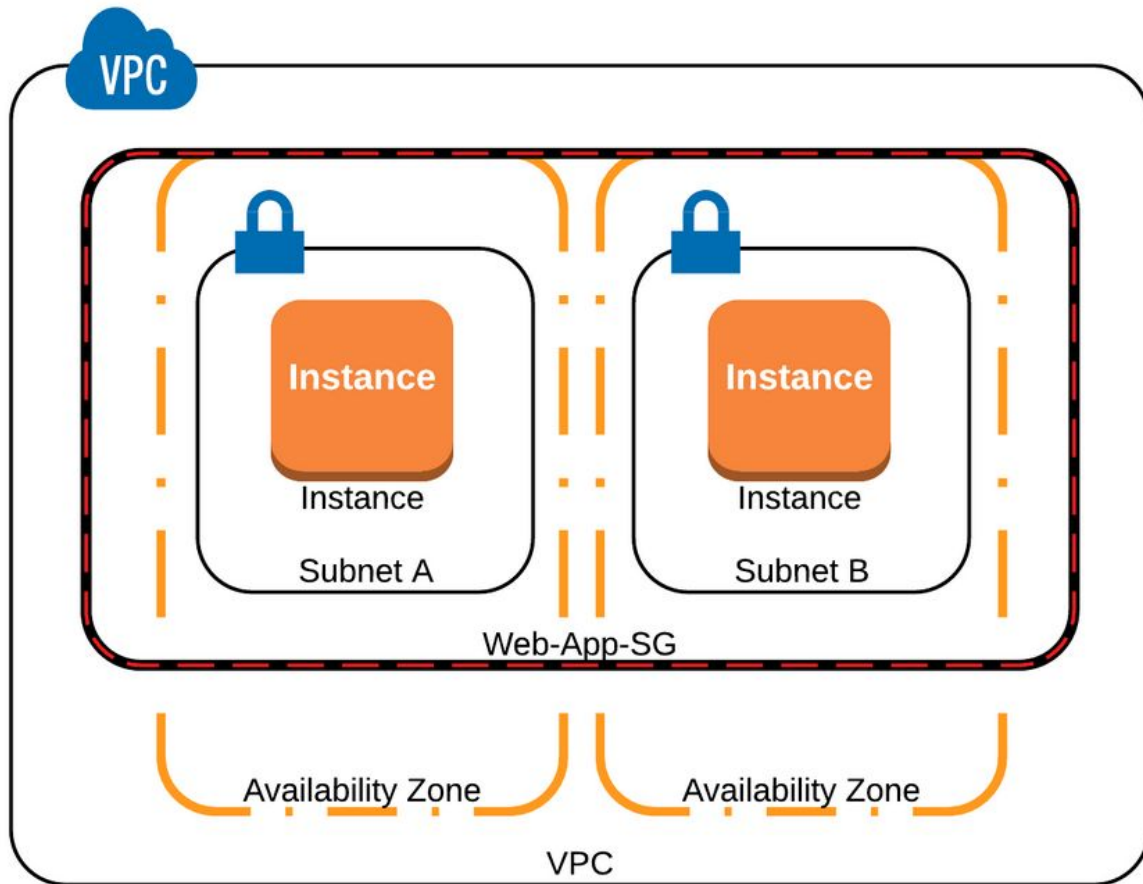 VPC
Instance
Instance
Instance
Instance
Subnet A
Subnet B
Web-App-SG
Availability Zone
Availability Zone
VPC